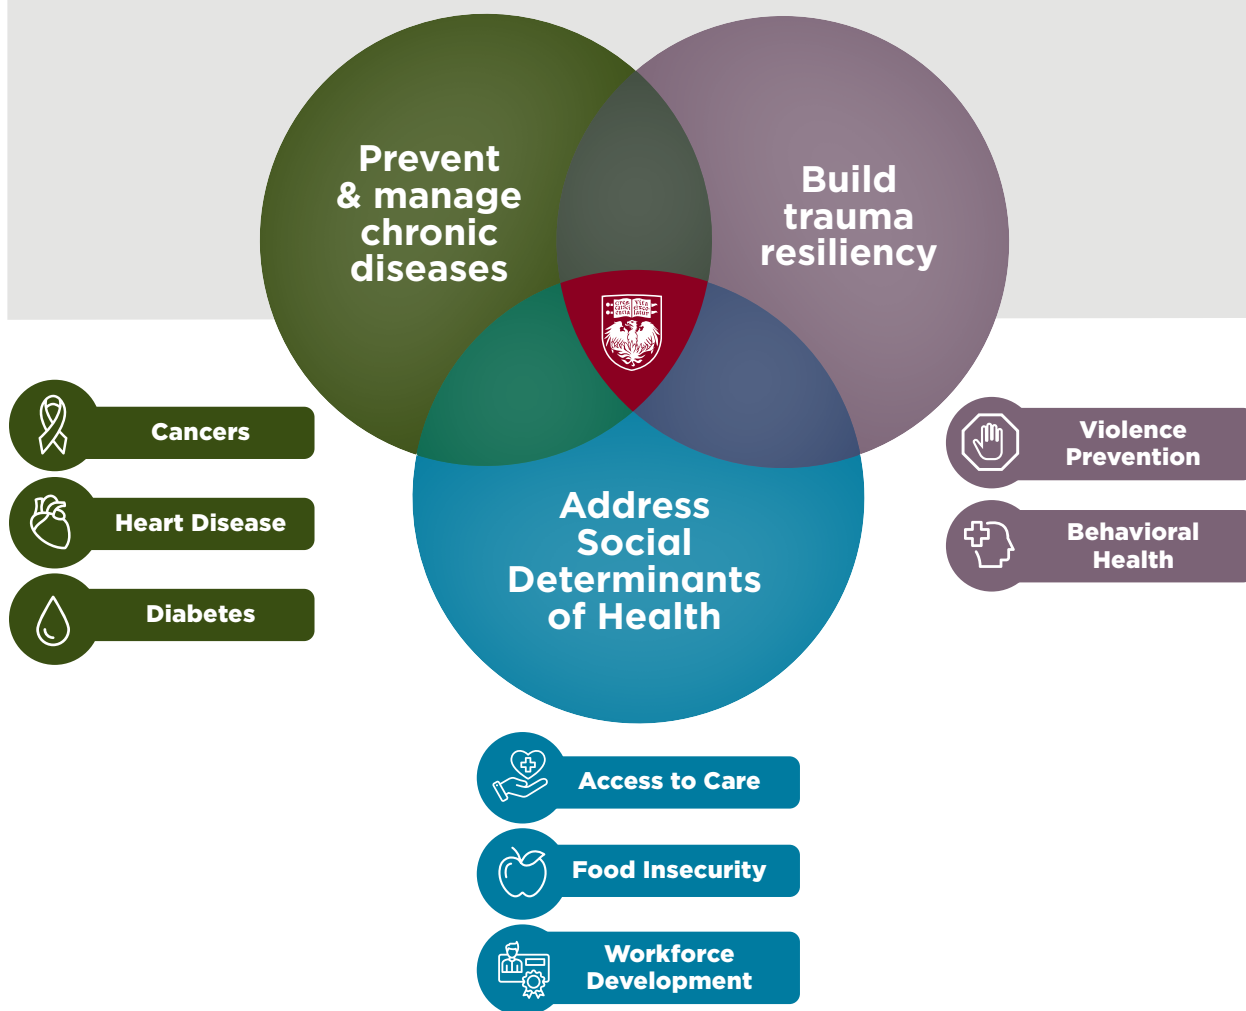 Prevent
& manage
chronic
diseases
Build
trauma
resiliency
Address
Social
Determinants
of Health
Cancers
Heart Disease
Diabetes
Violence
Prevention
Behavioral
Health
Access to Care
Food Insecurity
Workforce
Development